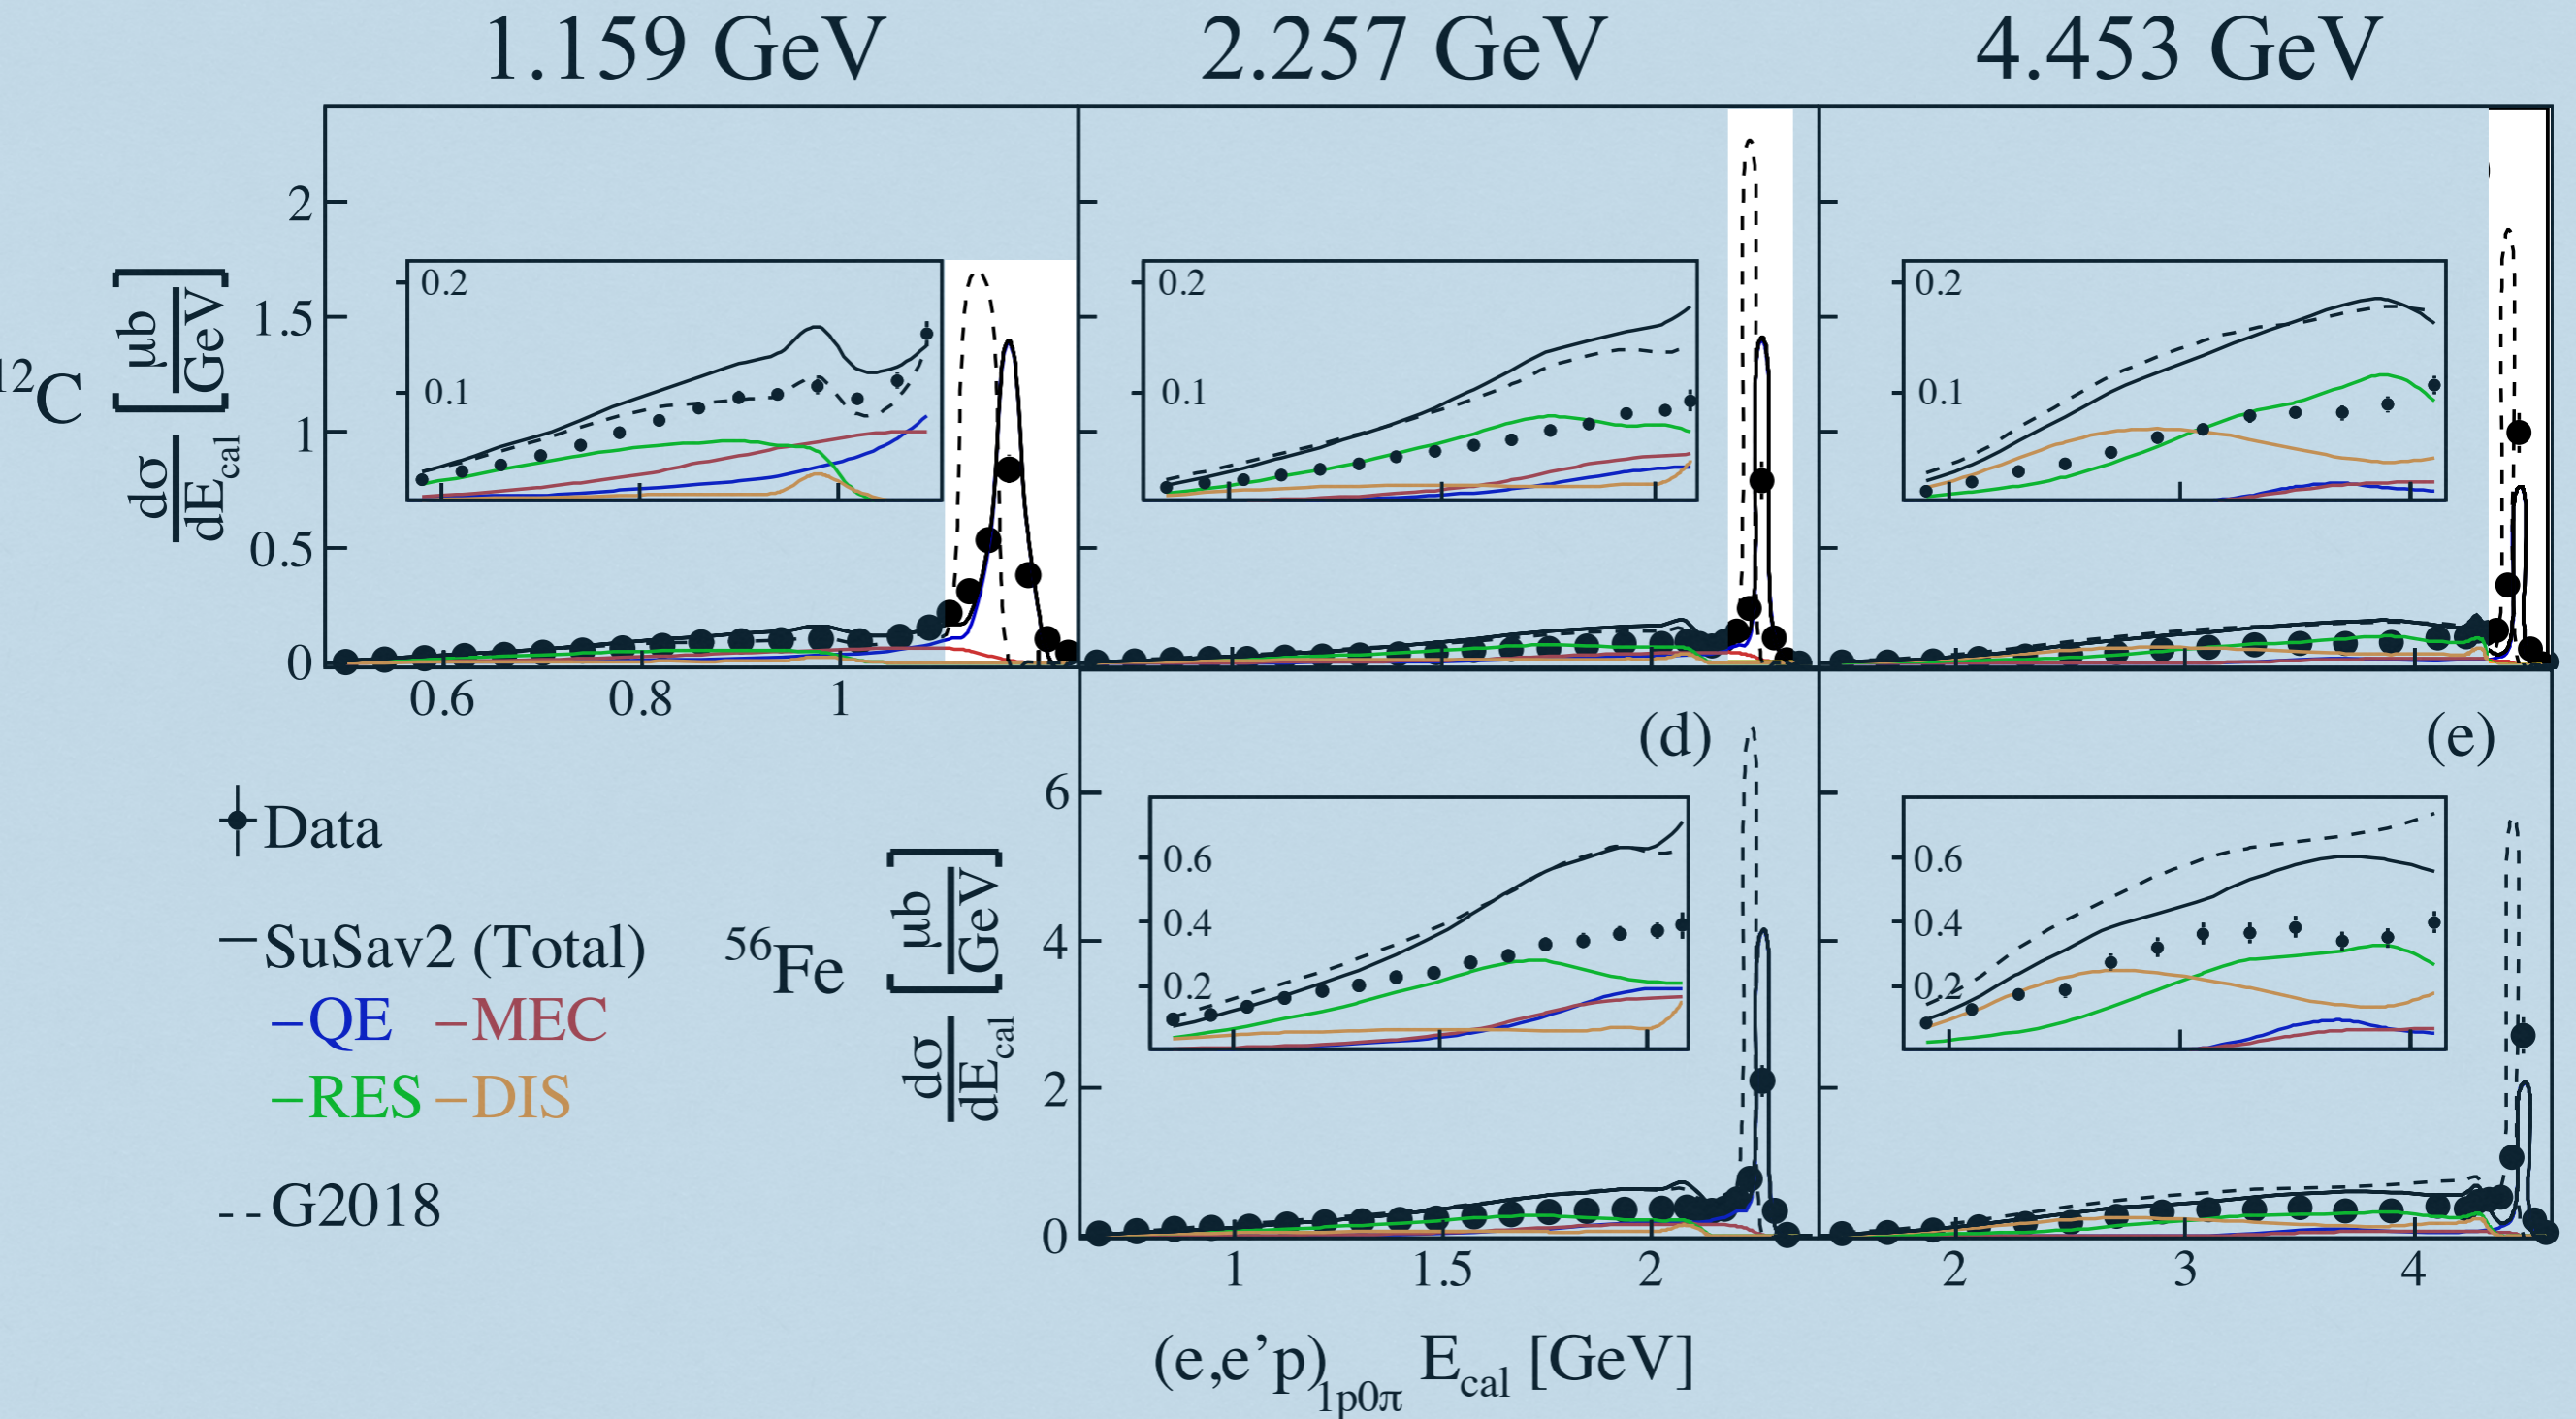 1.159 GeV 2.257 GeV 4.453 GeV
12C
dσ/dEcal [μb/GeV]
2
1.5
1
0.5
0
0.2
0.1
0.2
0.1
0.2
0.1
0.6 0.8 1
(d) (e)
Data
SuSav2 (Total)
QE MEC
RES DIS
G2018
56Fe
dσ/dEcal [μb/GeV]
6
4
2
0
0.6
0.4
0.2
0.6
0.4
0.2
1 1.5 2 2 3 4
(e,e’p)1p0π Ecal [GeV]